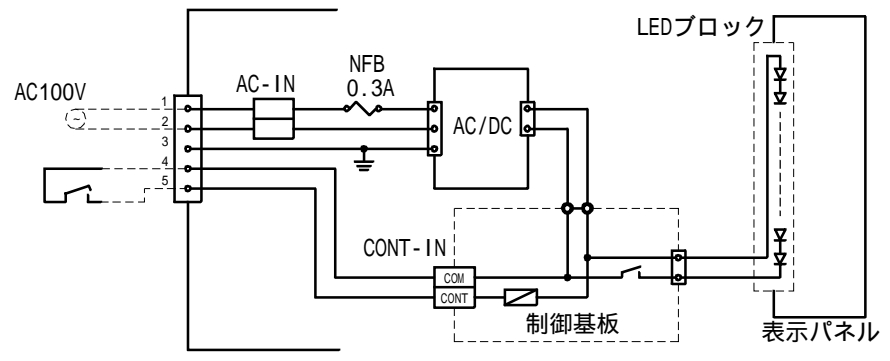 LEDブロック
NFB
0.3A
AC-IN
AC100V
~
1
2
3
4
5
AC/DC
CONT-IN
COM
CONT
制御基板
表示パネル